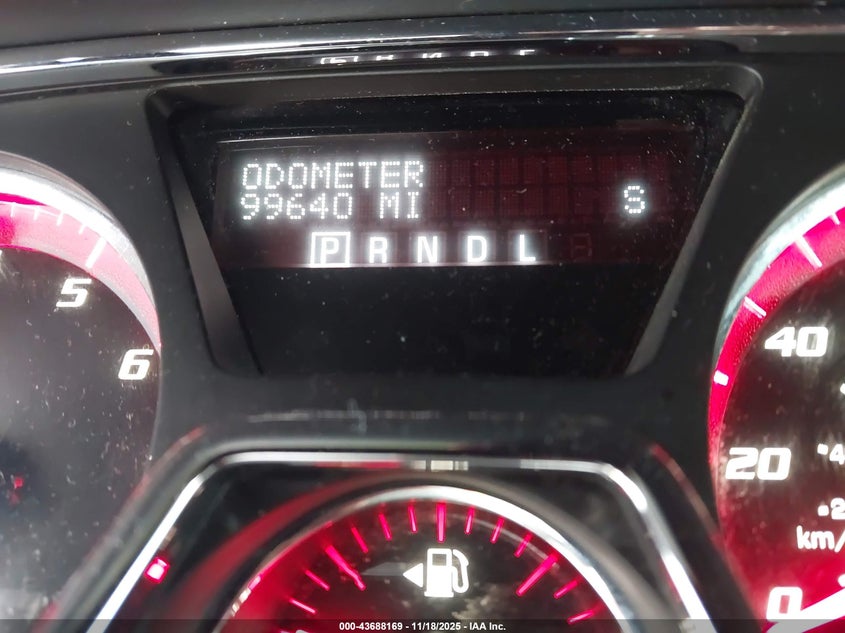 ODOMETER
99640 MI S
P R N D L
5
6
40
20
km/
0
000-43688169 - 11/18/2025 - IAA Inc.